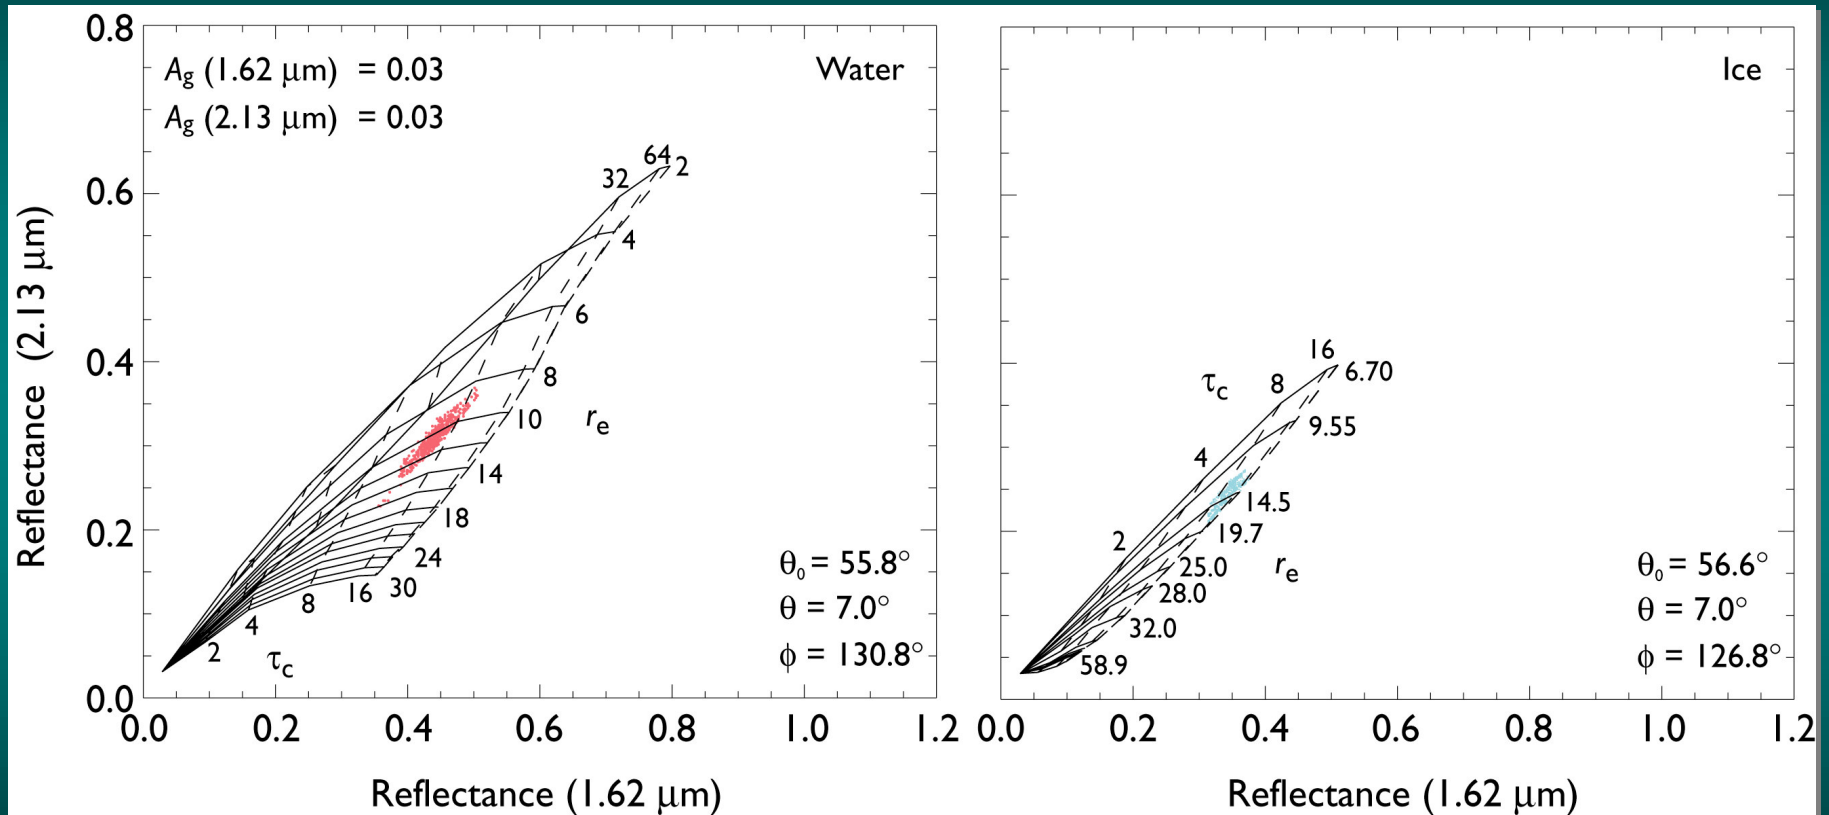 0.8
0.6
0.4
0.2
0.0
Reflectance (2.13 µm)
Ag (1.62 µm) = 0.03
Ag (2.13 µm) = 0.03
Water
64
2
32
4
6
8
10
re
14
18
24
30
16
8
4
2
τc
θ0 = 55.8°
θ = 7.0°
ϕ = 130.8°
0.0 0.2 0.4 0.6 0.8 1.0 1.2
Reflectance (1.62 µm)
Ice
16
τc
8
6.70
9.55
4
14.5
2
19.7
re
25.0
28.0
32.0
58.9
θ0 = 56.6°
θ = 7.0°
ϕ = 126.8°
0.0 0.2 0.4 0.6 0.8 1.0 1.2
Reflectance (1.62 µm)